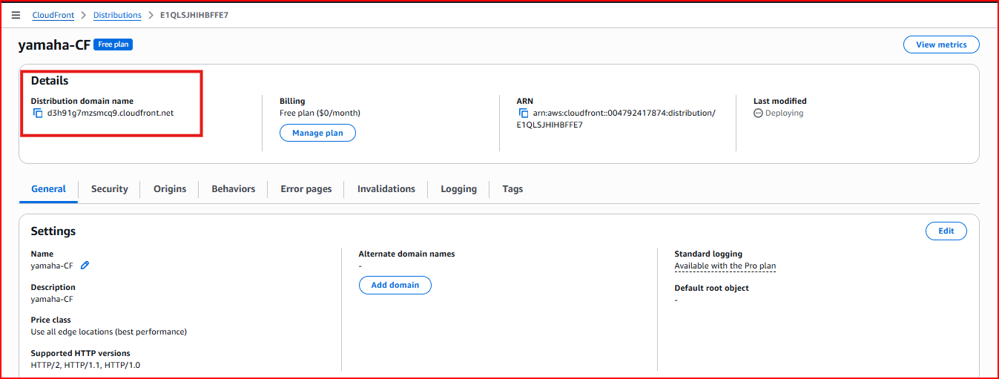 CloudFront > Distributions > E1QLSJHIHBFFE7
yamaha-CF Free plan
View metrics
Details
Distribution domain name
d3h91g7mzsmcq9.cloudfront.net
Billing
Free plan ($0/month)
Manage plan
ARN
arn:aws:cloudfront::004792417874:distribution/
E1QLSJHIHBFFE7
Last modified
Deploying
General Security Origins Behaviors Error pages Invalidations Logging Tags
Settings
Edit
Name
yamaha-CF
Description
yamaha-CF
Price class
Use all edge locations (best performance)
Supported HTTP versions
HTTP/2, HTTP/1.1, HTTP/1.0
Alternate domain names
-
Add domain
Standard logging
Available with the Pro plan
Default root object
-